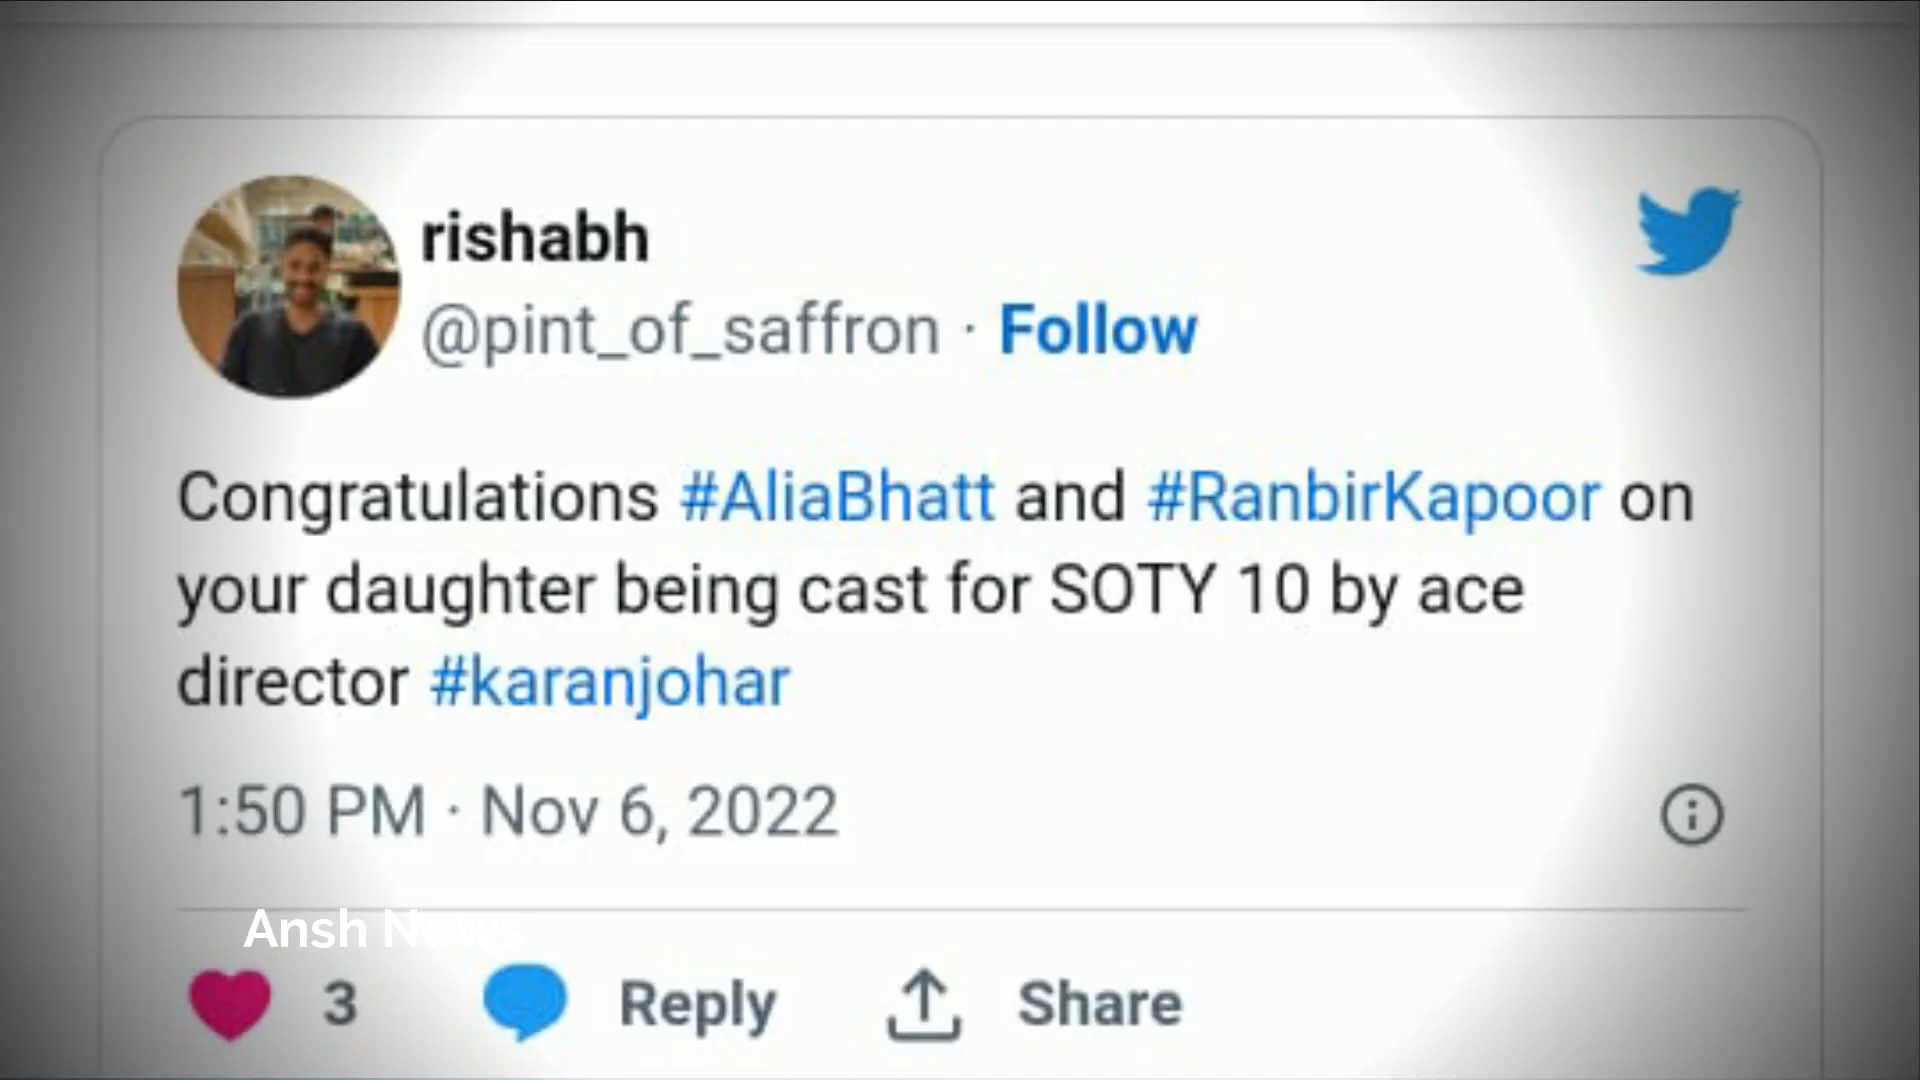 rishabh
@pint_of_saffron · Follow
Congratulations #AliaBhatt and #RanbirKapoor on
your daughter being cast for SOTY 10 by ace
director #karanjohar
1:50 PM · Nov 6, 2022
Ansh News
3 Reply Share